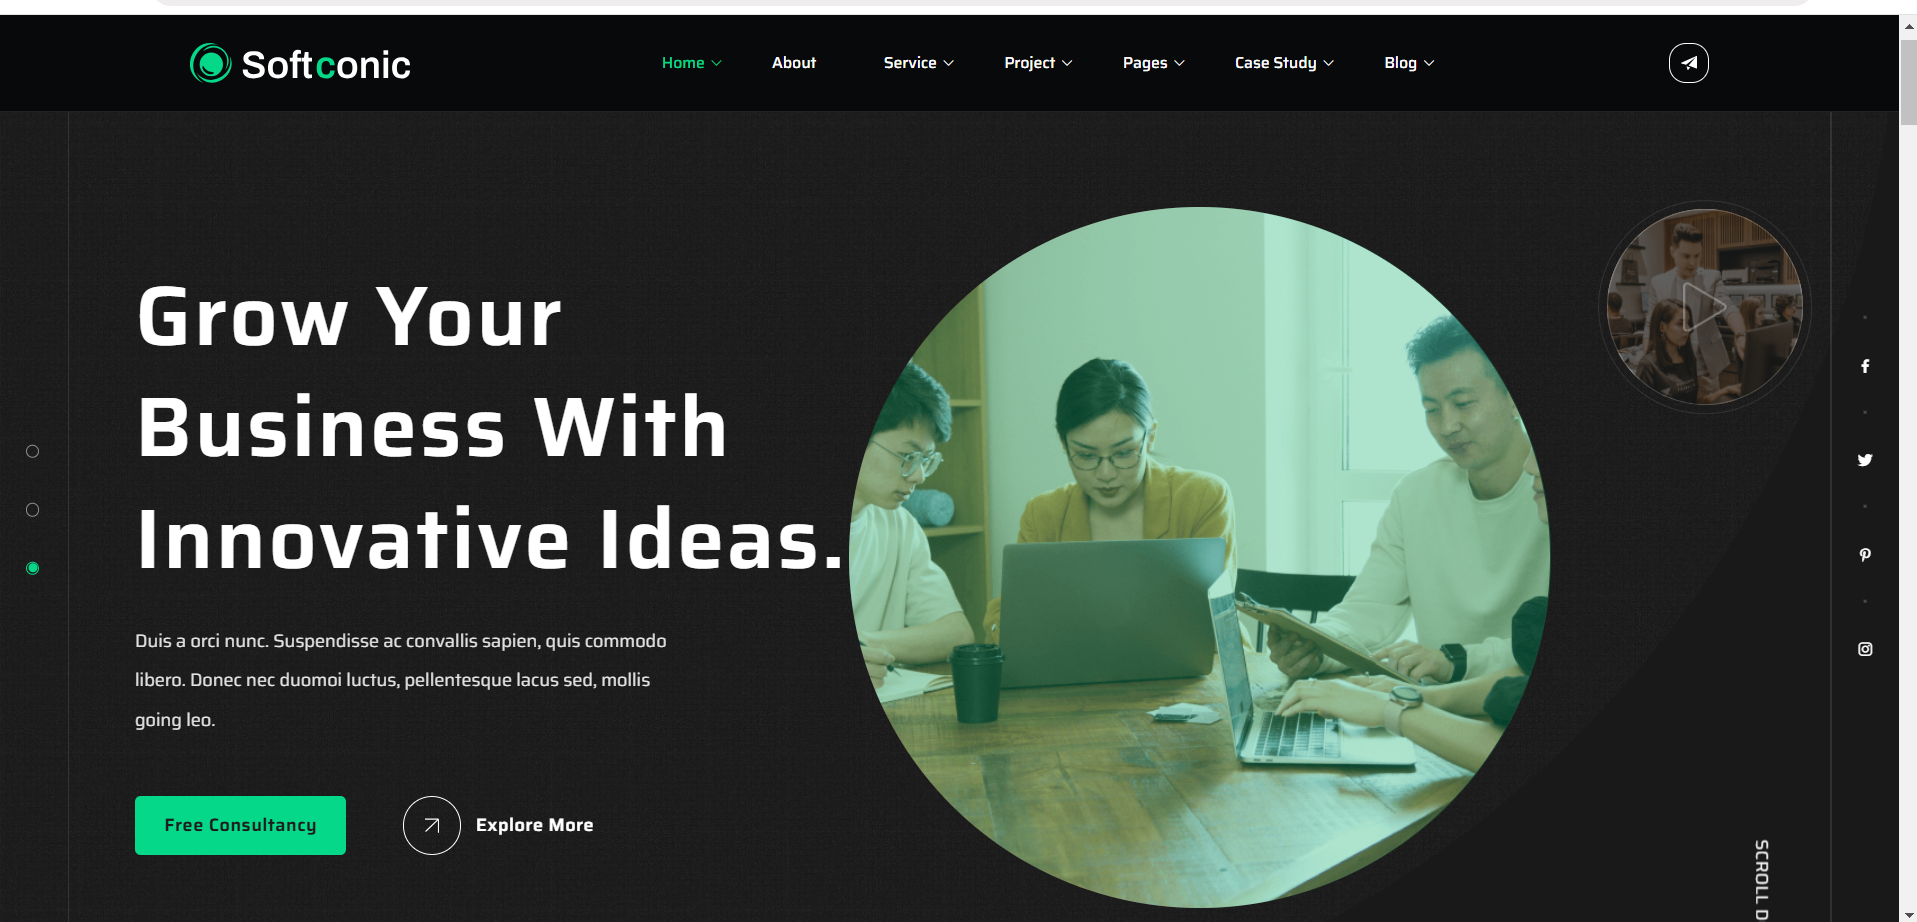 Softconic
Home
About
Service
Project
Pages
Case Study
Blog
Grow Your
Business With
Innovative Ideas.
Duis a orci nunc. Suspendisse ac convallis sapien, quis commodo
libero. Donec nec duomoi luctus, pellentesque lacus sed, mollis
going leo.
Free Consultancy
Explore More
SCROLL D